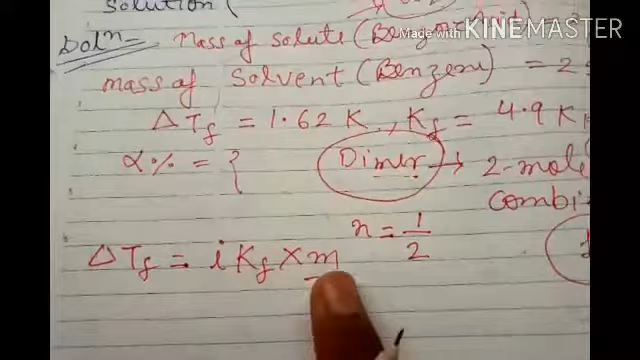 Solution (
Made with KINEMASTER
Soln Mass of solute (Benzoic
mass of Solvent (Benzene) = 2
ΔTf = 1.62 K , Kf = 4.9 K
α% = ? Dimer → 2-mole
combi
n = 1/2
ΔTf = i Kf × m